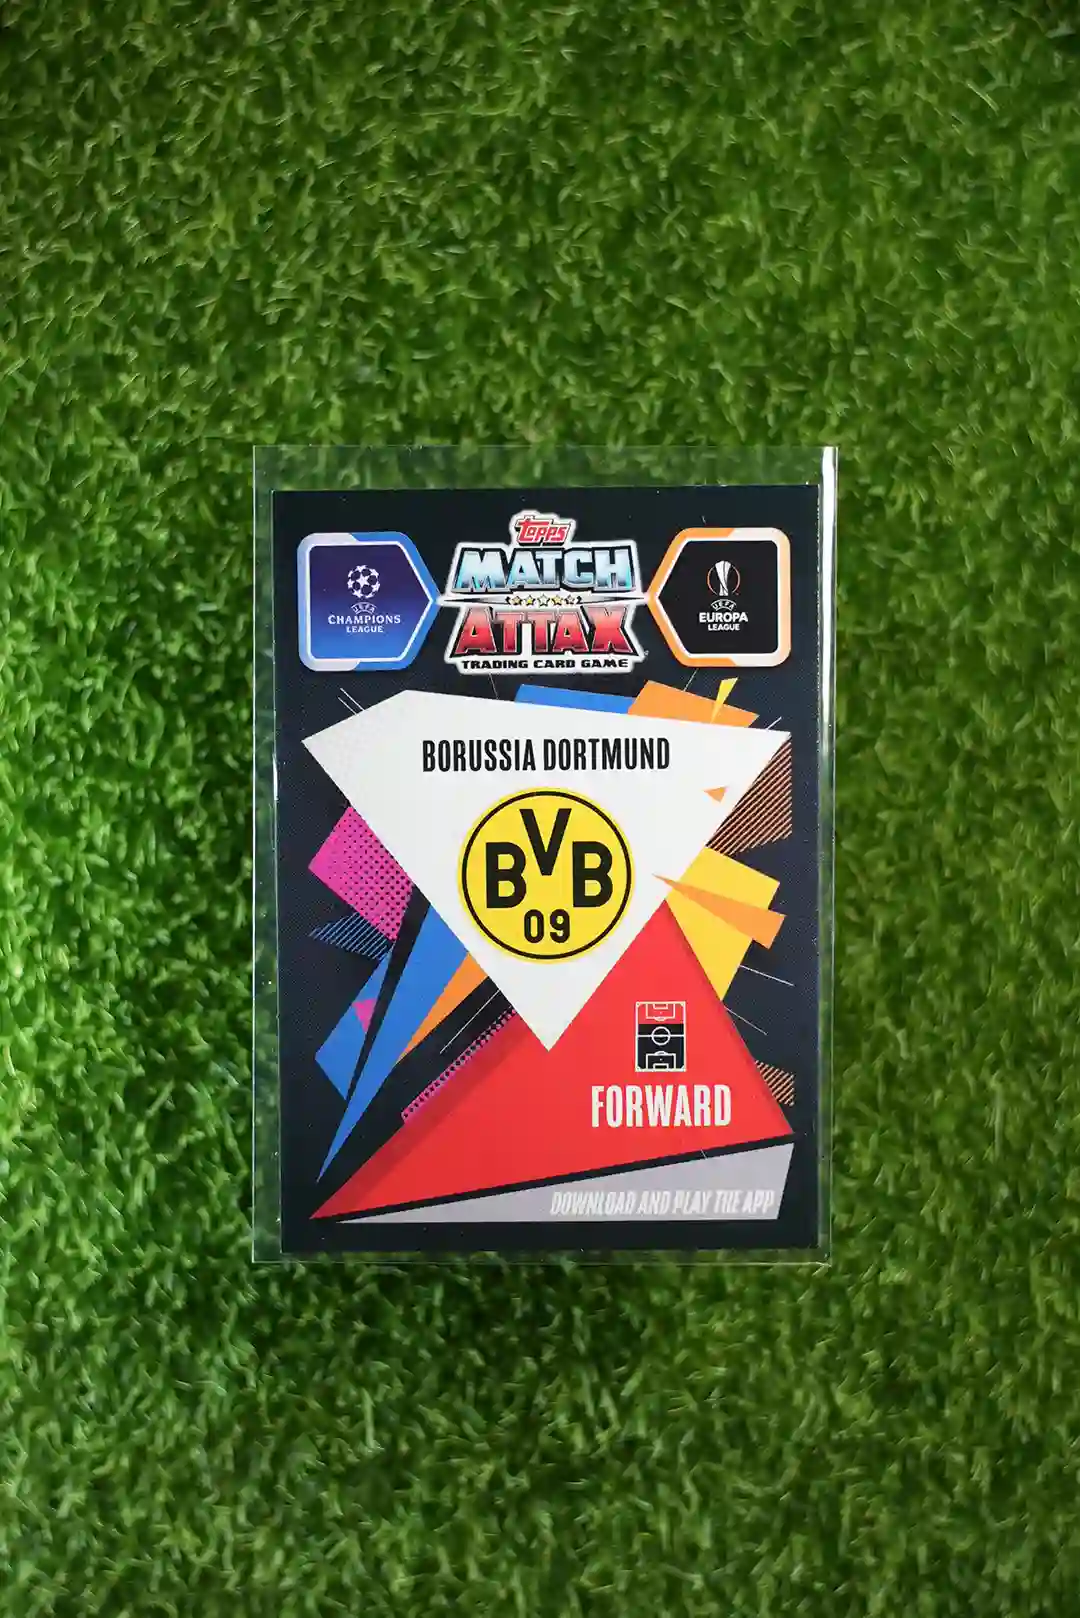 topps
MATCH
ATTAX
TRADING CARD GAME
UEFA
CHAMPIONS
LEAGUE
UEFA
EUROPA
LEAGUE
BORUSSIA DORTMUND
BVB
09
FORWARD
DOWNLOAD AND PLAY THE APP